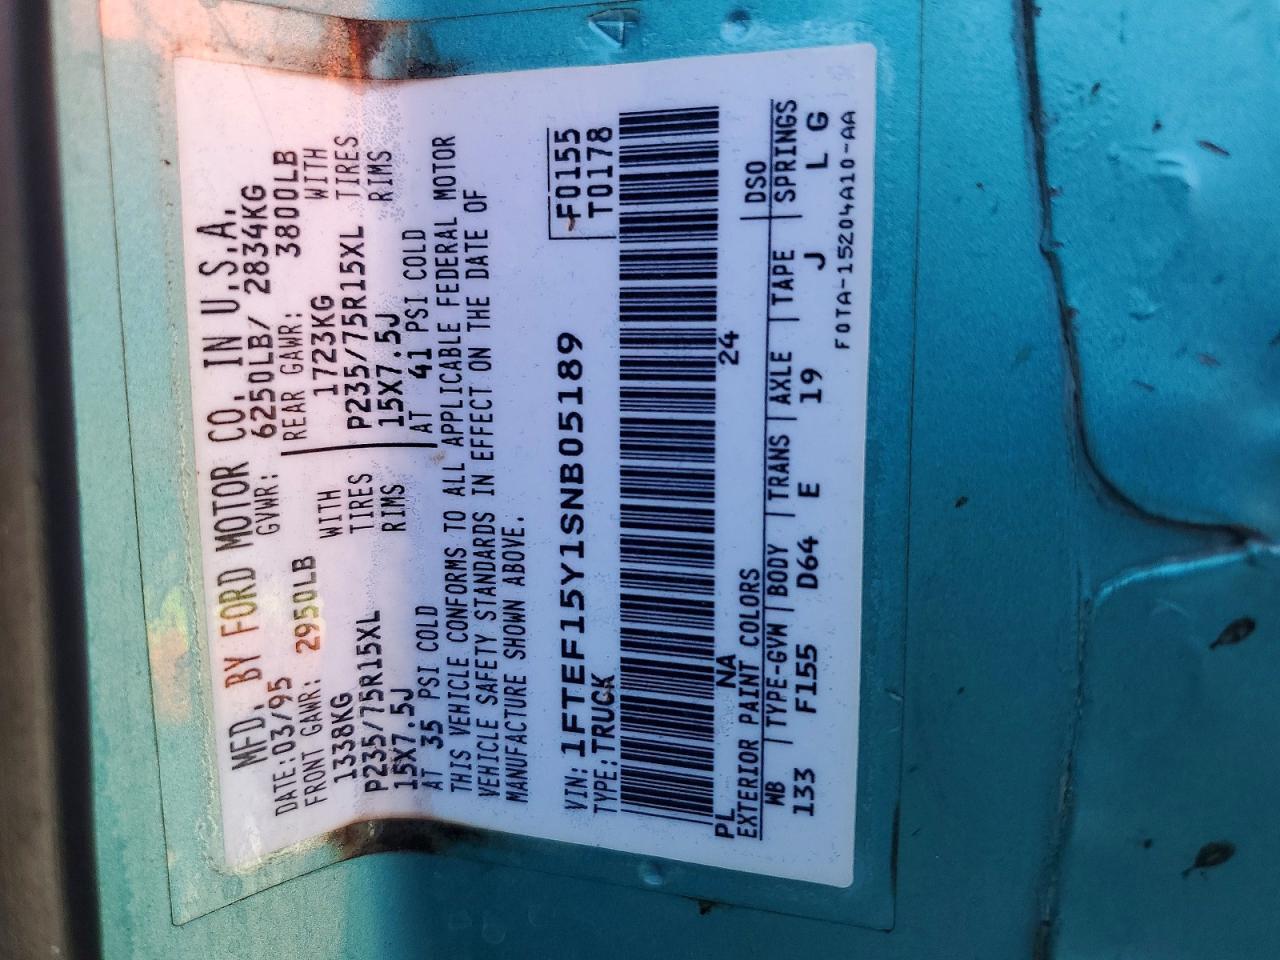 MFD. BY FORD MOTOR CO. IN U.S.A.
DATE:03/95 GVWR: 6250LB/ 2834KG
FRONT GAWR: 2950LB REAR GAWR: 3800LB
1338KG WITH 1723KG WITH
P235/75R15XL TIRES P235/75R15XL TIRES
15X7.5J RIMS 15X7.5J RIMS
AT 35 PSI COLD AT 41 PSI COLD
THIS VEHICLE CONFORMS TO ALL APPLICABLE FEDERAL MOTOR
VEHICLE SAFETY STANDARDS IN EFFECT ON THE DATE OF
MANUFACTURE SHOWN ABOVE.
F0155
VIN: 1FTEF15Y1SNB05189 T0178
TYPE: TRUCK
PL NA 24
EXTERIOR PAINT COLORS DSO
WB TYPE-GVW BODY TRANS AXLE TAPE SPRINGS
133 F155 D64 E 19 J L G
F0TA-15204A10-AA